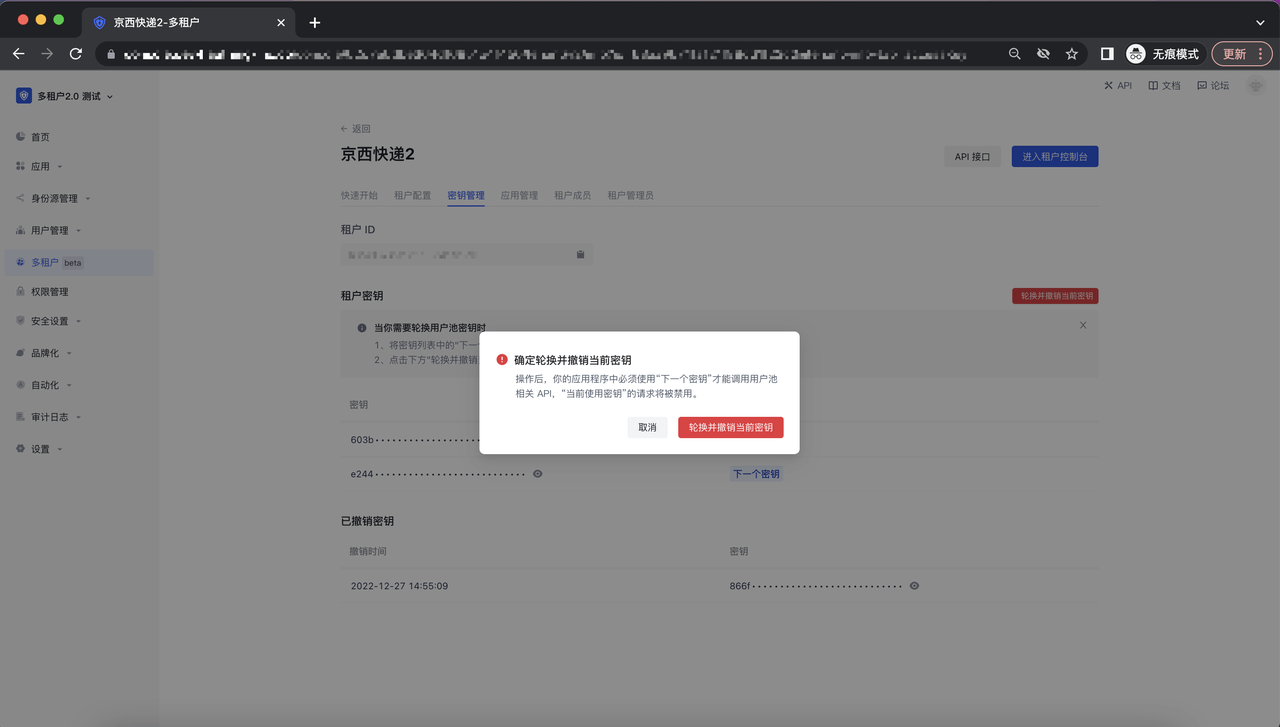 京西快递2-多租户
无痕模式
更新
多租户2.0 测试
API
文档
论坛
首页
应用
身份源管理
用户管理
多租户 beta
权限管理
安全设置
品牌化
自动化
审计日志
设置
返回
京西快递2
API 接口
进入租户控制台
快速开始
租户配置
密钥管理
应用管理
租户成员
租户管理员
租户 ID
租户密钥
轮换并撤销当前密钥
当你需要轮换用户池密钥时
1、将密钥列表中的“下一
2、点击下方“轮换并撤销
确定轮换并撤销当前密钥
操作后，你的应用程序中必须使用“下一个密钥”才能调用用户池
相关 API，“当前使用密钥”的请求将被禁用。
取消
轮换并撤销当前密钥
密钥
603b
e244
下一个密钥
已撤销密钥
撤销时间
密钥
2022-12-27 14:55:09
866f